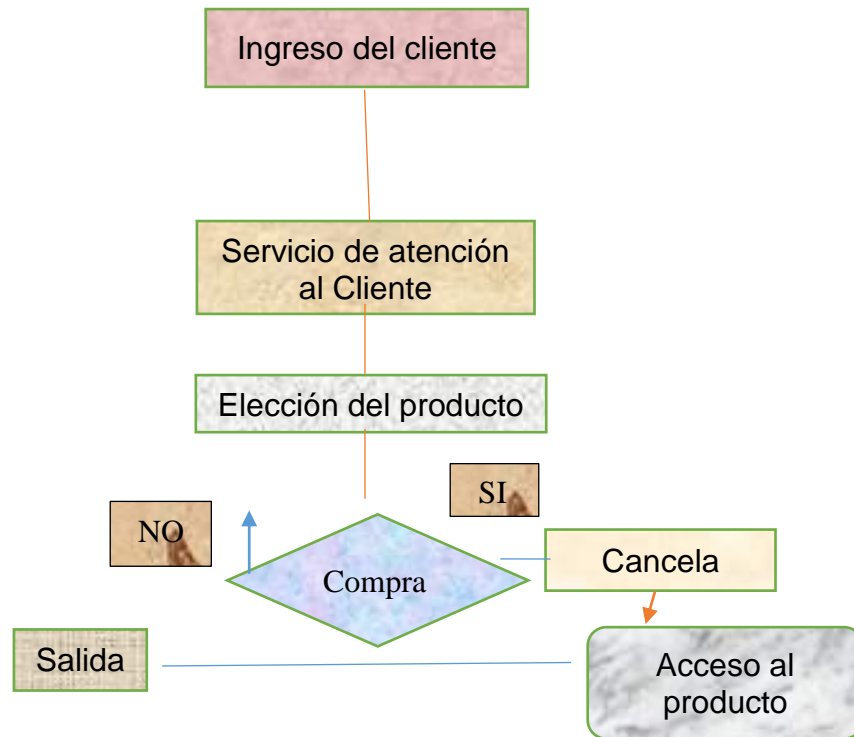 Ingreso del cliente
Servicio de atención
al Cliente
Elección del producto
SI
NO
Compra
Cancela
Salida
Acceso al
producto